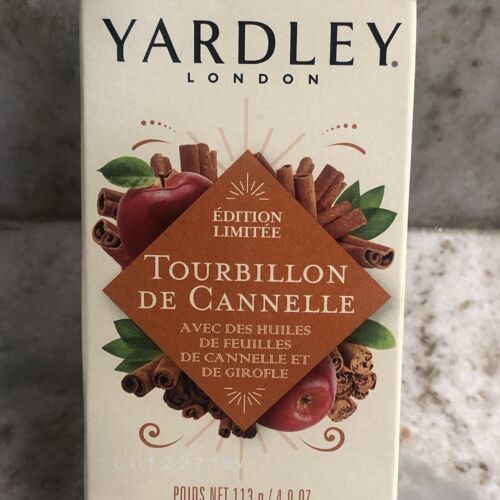 YARDLEY®
LONDON
ÉDITION
LIMITÉE
TOURBILLON
DE CANNELLE
AVEC DES HUILES
DE FEUILLES
DE CANNELLE ET
DE GIROFLE
POIDS NET 113 g / 4.0 OZ